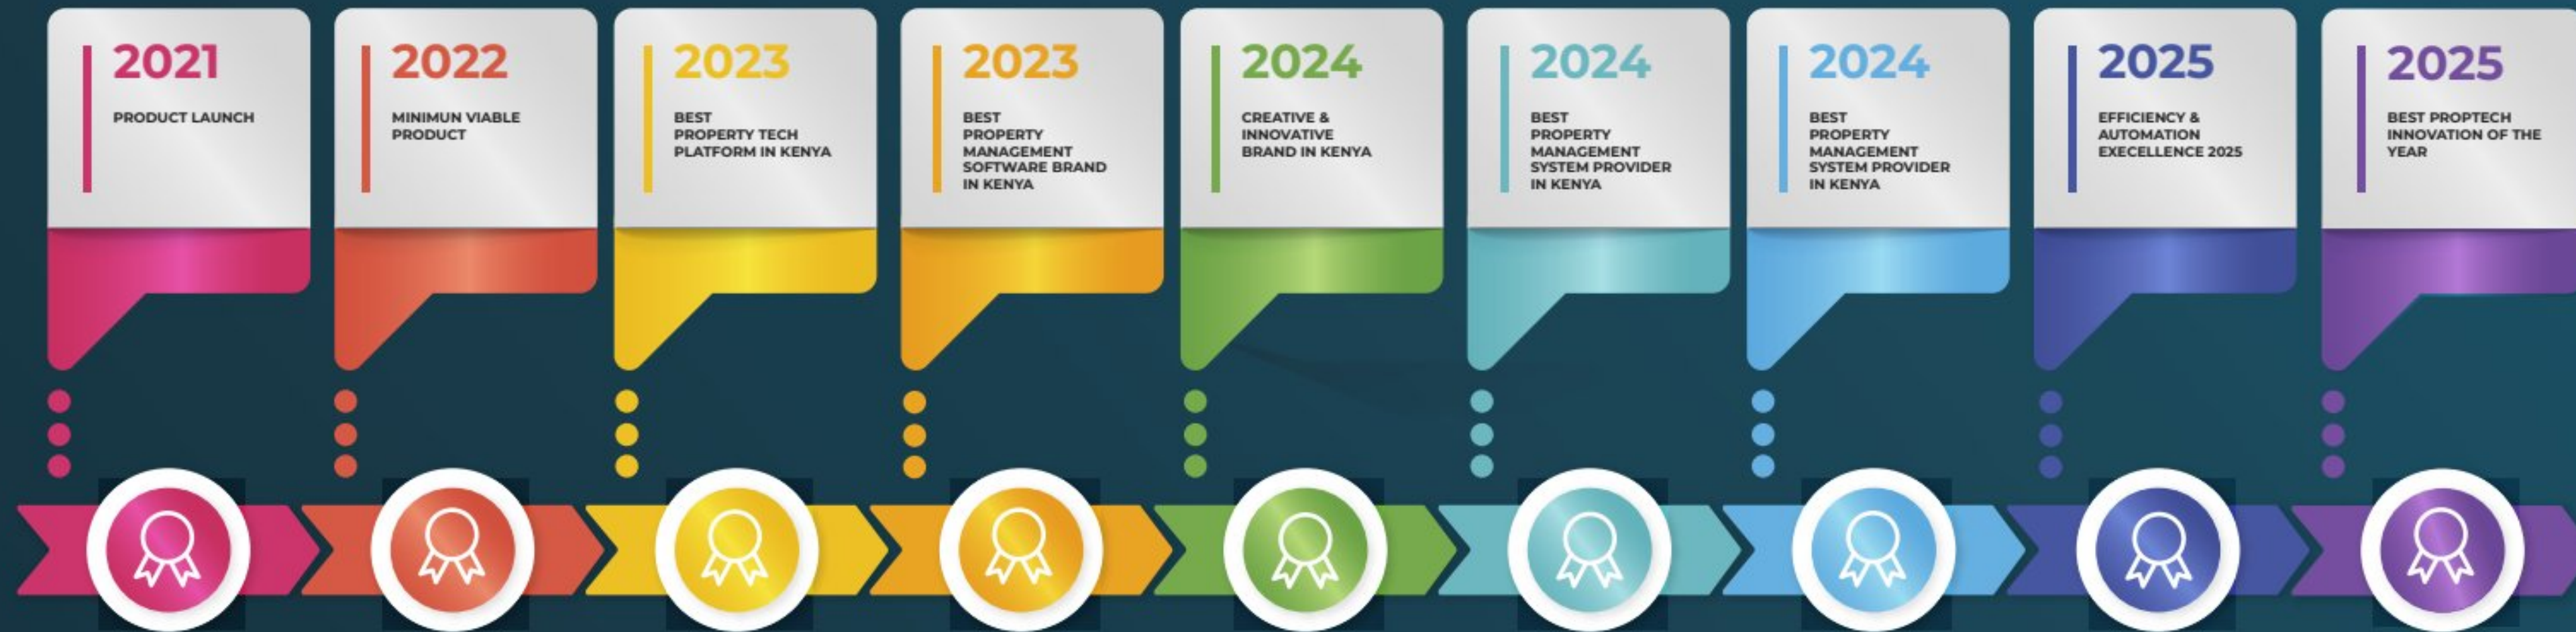 2021
PRODUCT LAUNCH
2022
MINIMUN VIABLE
PRODUCT
2023
BEST
PROPERTY TECH
PLATFORM IN KENYA
2023
BEST
PROPERTY
MANAGEMENT
SOFTWARE BRAND
IN KENYA
2024
CREATIVE &
INNOVATIVE
BRAND IN KENYA
2024
BEST
PROPERTY
MANAGEMENT
SYSTEM PROVIDER
IN KENYA
2024
BEST
PROPERTY
MANAGEMENT
SYSTEM PROVIDER
IN KENYA
2025
EFFICIENCY &
AUTOMATION
EXECELLENCE 2025
2025
BEST PROPTECH
INNOVATION OF THE
YEAR